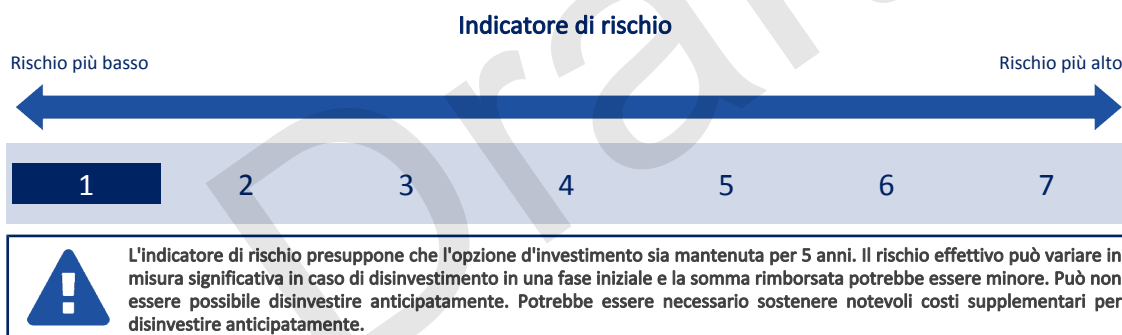 Indicatore di rischio
Rischio più basso
Rischio più alto
1 2 3 4 5 6 7
L'indicatore di rischio presuppone che l'opzione d'investimento sia mantenuta per 5 anni. Il rischio effettivo può variare in
misura significativa in caso di disinvestimento in una fase iniziale e la somma rimborsata potrebbe essere minore. Può non
essere possibile disinvestire anticipatamente. Potrebbe essere necessario sostenere notevoli costi supplementari per
disinvestire anticipatamente.